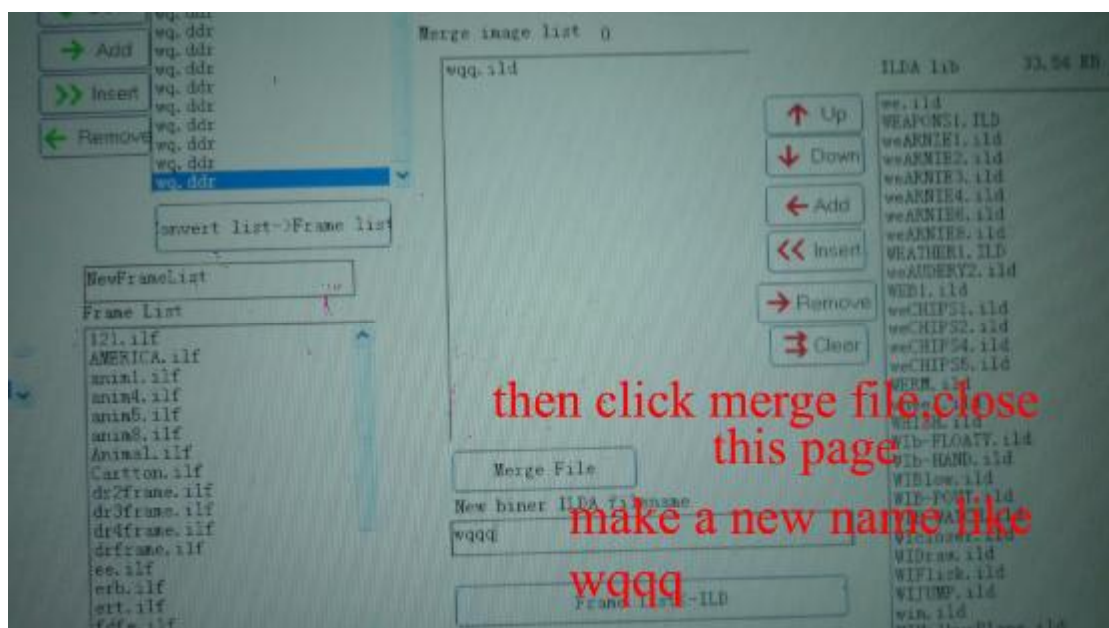 wq.ddr
wq.ddr
wq.ddr
wq.ddr
wq.ddr
wq.ddr
wq.ddr
wq.ddr
wq.ddr
Add
Insert
Remove
Convert list->Frame list
NewFrameList
Frame List
121.ilf
AMERICA.ilf
anim1.ilf
anim4.ilf
anim5.ilf
anim8.ilf
Animal.ilf
Cartton.ilf
dr2frame.ilf
dr3frame.ilf
dr4frame.ilf
drframe.ilf
ee.ilf
erb.ilf
ert.ilf
Merge image list ()
wqq.ild
Up
Down
Add
Insert
Remove
Clear
Merge File
New biner ILDA filename
wqqq
ILDA lib 33.54 KB
we.ild
WEAPONS1.ILD
weARNIE1.ild
weARNIE2.ild
weARNIE3.ild
weARNIE4.ild
weARNIE6.ild
weARNIE8.ild
WEATHER1.ILD
weAUDERY2.ild
WEB1.ild
weCHIPS1.ild
weCHIPS2.ild
weCHIPS4.ild
weCHIPS5.ild
WERM.ild
WIb-FLOATY.ild
WIb-HAND.ild
WIBlow.ild
WIDraw.ild
WIFlick.ild
WIJUMP.ild
win.ild
then click merge file,close
this page
make a new name like
wqqq